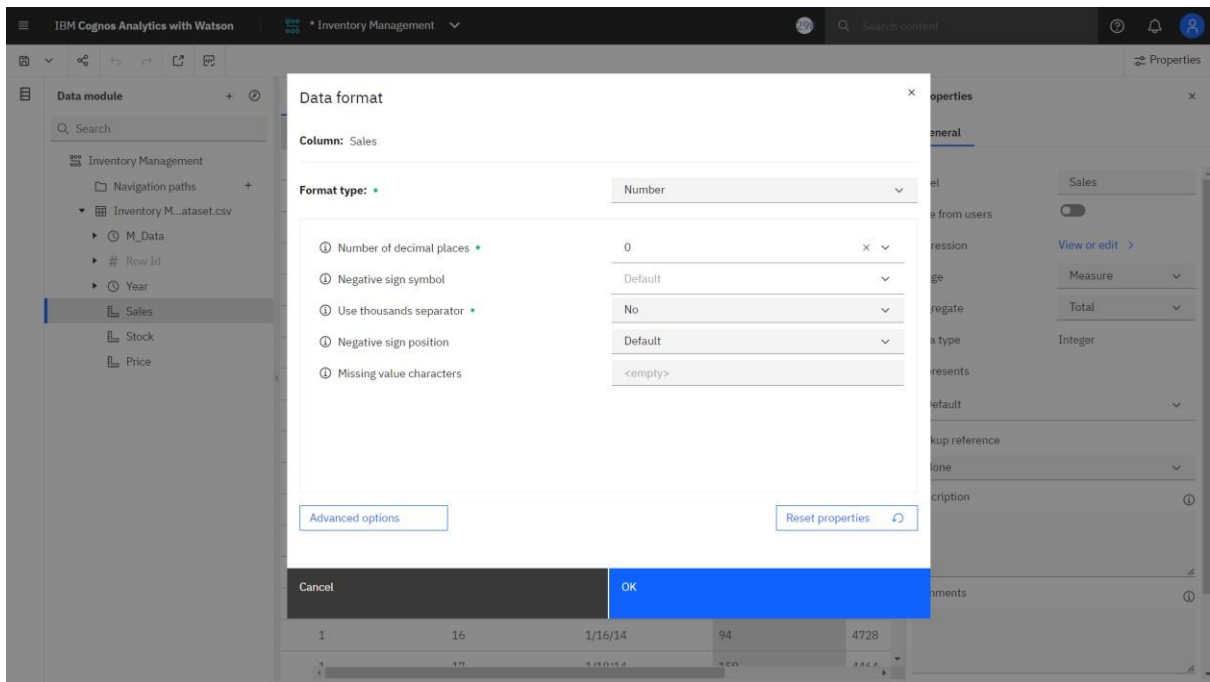 IBM Cognos Analytics with Watson
* Inventory Management
Search content
Properties
Data module
Search
Inventory Management
Navigation paths
Inventory M...ataset.csv
M_Data
# Row Id
Year
Sales
Stock
Price
Data format
Column: Sales
Format type:
Number
Number of decimal places
0
Negative sign symbol
Default
Use thousands separator
No
Negative sign position
Default
Missing value characters
<empty>
Advanced options
Reset properties
Cancel
OK
operties
eneral
el
Sales
e from users
ression
View or edit
ge
Measure
regate
Total
a type
Integer
resents
efault
kup reference
one
cription
nments
1 16 1/16/14 94 4728